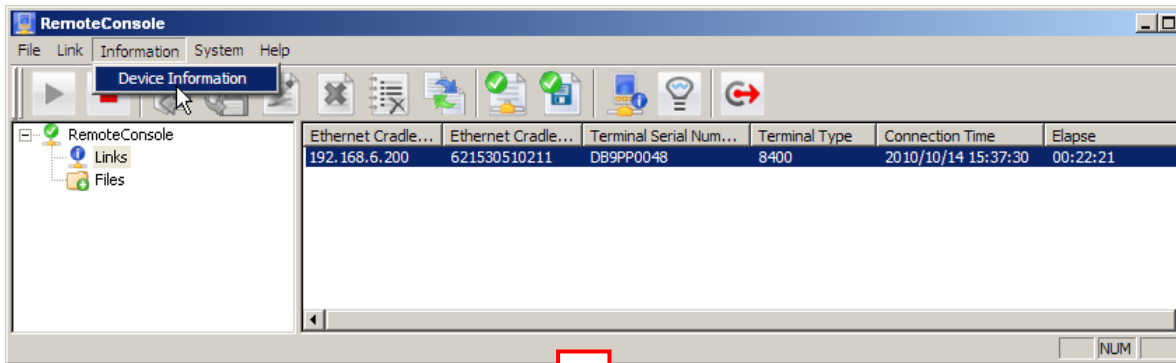 RemoteConsole
File Link Information System Help
Device Information
RemoteConsole
Links
Files
Ethernet Cradle... Ethernet Cradle... Terminal Serial Num... Terminal Type Connection Time Elapse
192.168.6.200 621530510211 DB9PP0048 8400 2010/10/14 15:37:30 00:22:21
NUM